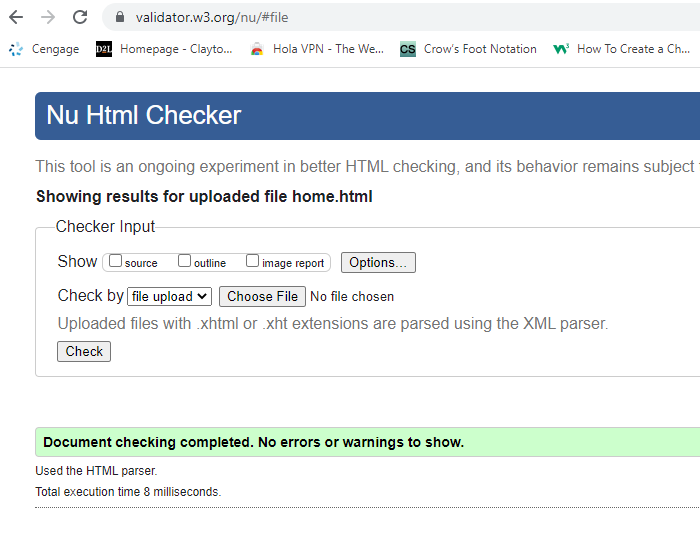 validator.w3.org/nu/#file
Cengage D2L Homepage - Clayto... Hola VPN - The We... CS Crow's Foot Notation W3 How To Create a Ch...
Nu Html Checker
This tool is an ongoing experiment in better HTML checking, and its behavior remains subject
Showing results for uploaded file home.html
Checker Input
Show source outline image report Options...
Check by file upload Choose File No file chosen
Uploaded files with .xhtml or .xht extensions are parsed using the XML parser.
Check
Document checking completed. No errors or warnings to show.
Used the HTML parser.
Total execution time 8 milliseconds.